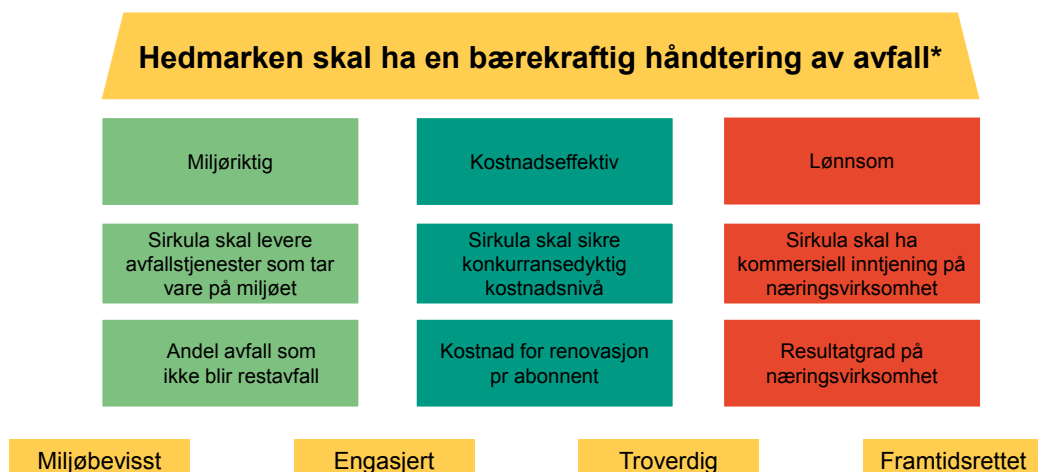 Hedmarken skal ha en bærekraftig håndtering av avfall*
Miljøriktig
Kostnadseffektiv
Lønnsom
Sirkula skal levere
avfallstjenester som tar
vare på miljøet
Sirkula skal sikre
konkurransedyktig
kostnadsnivå
Sirkula skal ha
kommersiell inntjening på
næringsvirksomhet
Andel avfall som
ikke blir restavfall
Kostnad for renovasjon
pr abonnent
Resultatgrad på
næringsvirksomhet
Miljøbevisst
Engasjert
Troverdig
Framtidsrettet